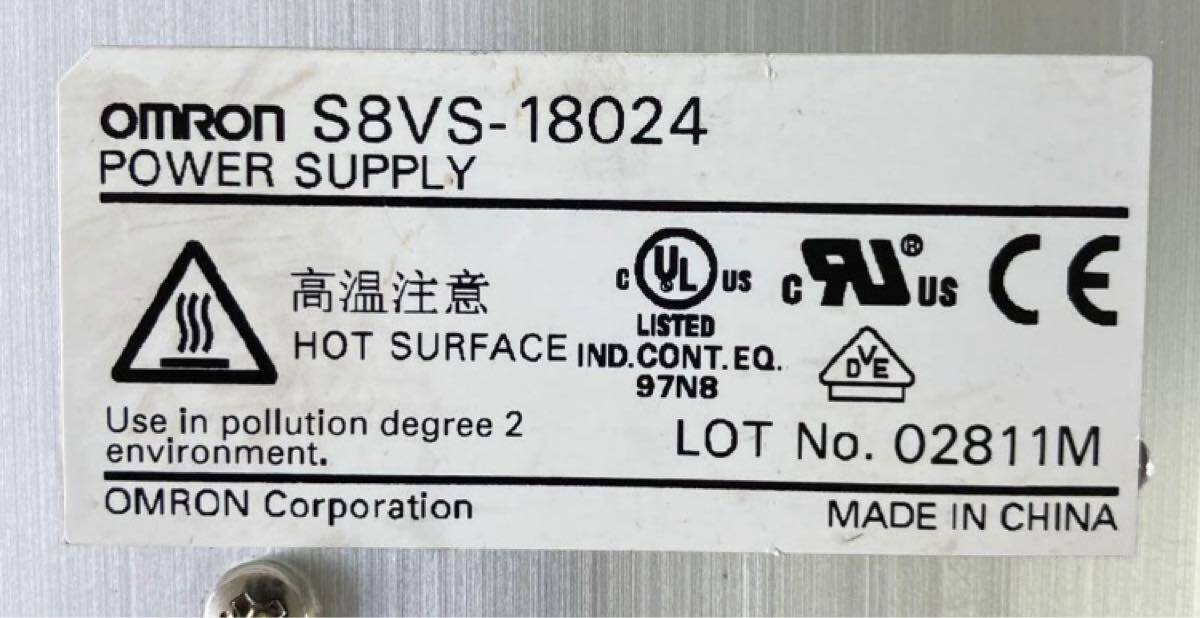 OMRON S8VS-18024
POWER SUPPLY
高温注意
HOT SURFACE
C UL US
LISTED
IND.CONT.EQ.
97N8
C RU ® US
CE
DVE
Use in pollution degree 2
environment.
LOT No. 02811M
OMRON Corporation
MADE IN CHINA